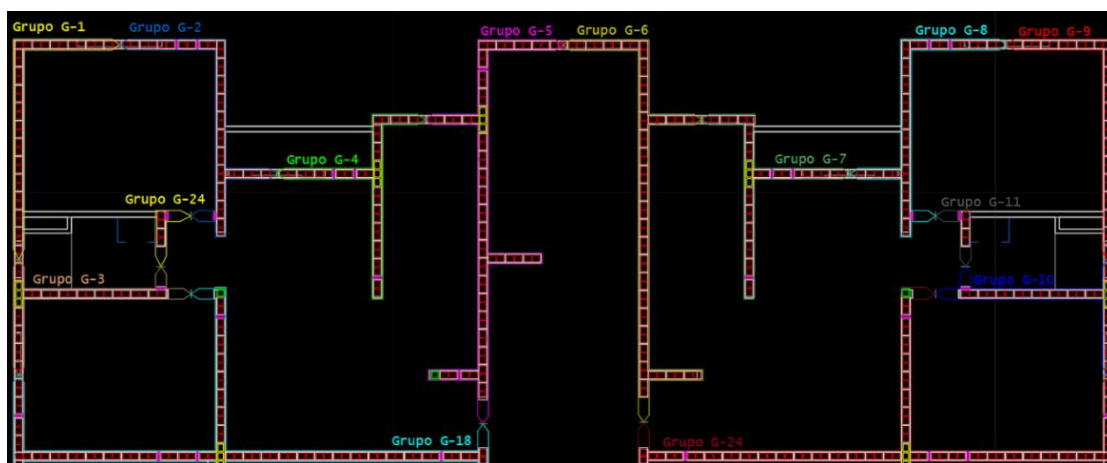 Grupo G-1
Grupo G-2
Grupo G-5
Grupo G-6
Grupo G-8
Grupo G-9
Grupo G-4
Grupo G-7
Grupo G-24
Grupo G-11
Grupo G-3
Grupo G-10
Grupo G-18
Grupo G-24